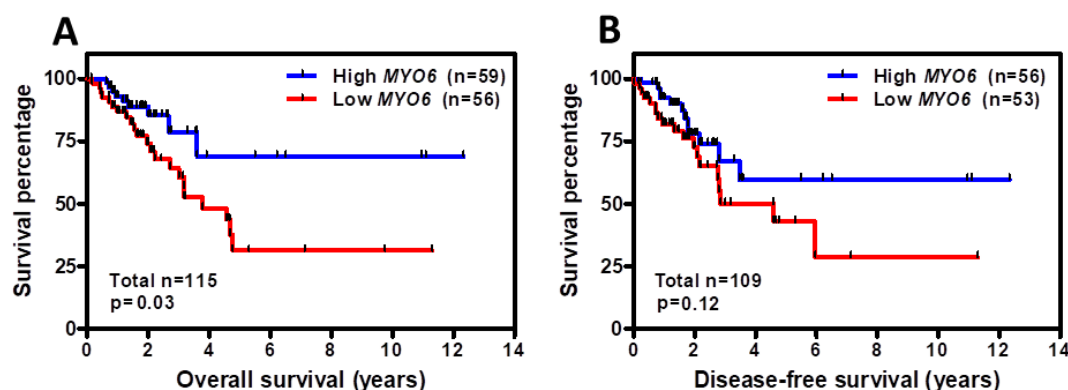 A
Survival percentage
100
75
50
25
0
High MYO6 (n=59)
Low MYO6 (n=56)
Total n=115
p=0.03
0 2 4 6 8 10 12 14
Overall survival (years)
B
Survival percentage
100
75
50
25
0
High MYO6 (n=56)
Low MYO6 (n=53)
Total n=109
p=0.12
0 2 4 6 8 10 12 14
Disease-free survival (years)